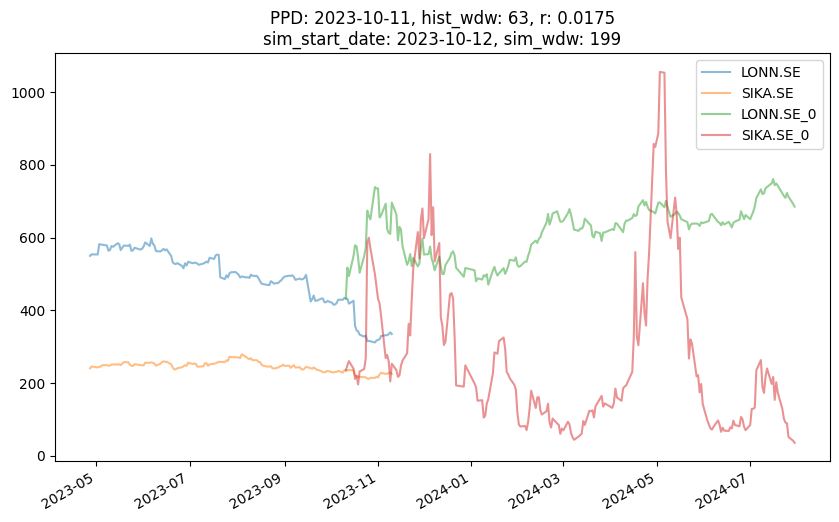 PPD: 2023-10-11, hist_wdw: 63, r: 0.0175
sim_start_date: 2023-10-12, sim_wdw: 199
LONN.SE
SIKA.SE
LONN.SE_0
SIKA.SE_0
1000
800
600
400
200
0
2023-05
2023-07
2023-09
2023-11
2024-01
2024-03
2024-05
2024-07